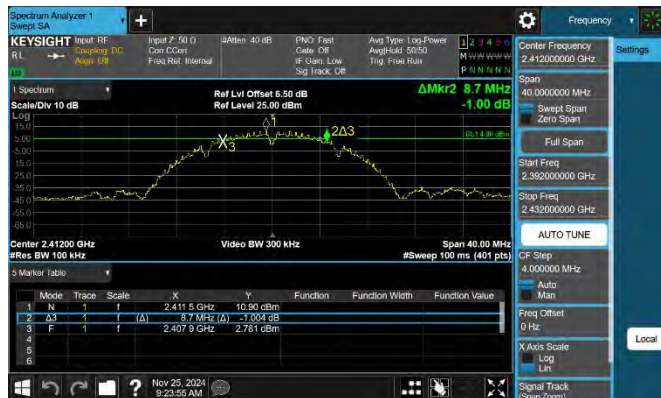 Spectrum Analyzer 1
Swept SA
Frequency
KEYSIGHT
RL
Input: RF
Coupling: DC
Align: Off
Input Z: 50 Ω
Corr CCorr
Freq Ref: Internal
#Atten: 40 dB
PNO: Fast
Gate: Off
IF Gain: Low
Sig Track: Off
Avg Type: Log-Power
Avg|Hold: 50/50
Trig: Free Run
1 2 3 4 5 6
M W W W W W
P N N N N N
1 Spectrum
Scale/Div 10 dB
Ref Lvl Offset 6.50 dB
Ref Level 25.00 dBm
ΔMkr2 8.7 MHz
-1.00 dB
Log
15.0
5.00
-5.00
-15.0
-25.0
-35.0
-45.0
-55.0
-65.0
1
2Δ3
X3
Center 2.41200 GHz
#Res BW 100 kHz
Video BW 300 kHz
Span 40.00 MHz
#Sweep 100 ms (401 pts)
5 Marker Table
Mode Trace Scale X Y Function Function Width Function Value
1 N 1 f 2.411 5 GHz 10.90 dBm
2 Δ3 1 f (Δ) 8.7 MHz (Δ) -1.004 dB
3 F 1 f 2.407 9 GHz 2.781 dBm
4
5
6
Nov 25, 2024
9:23:55 AM
Center Frequency
2.412000000 GHz
Span
40.0000000 MHz
Swept Span
Zero Span
Full Span
Start Freq
2.392000000 GHz
Stop Freq
2.432000000 GHz
AUTO TUNE
CF Step
4.000000 MHz
Auto
Man
Freq Offset
0 Hz
X Axis Scale
Log
Lin
Signal Track
(Span Zoom)
Settings
Local